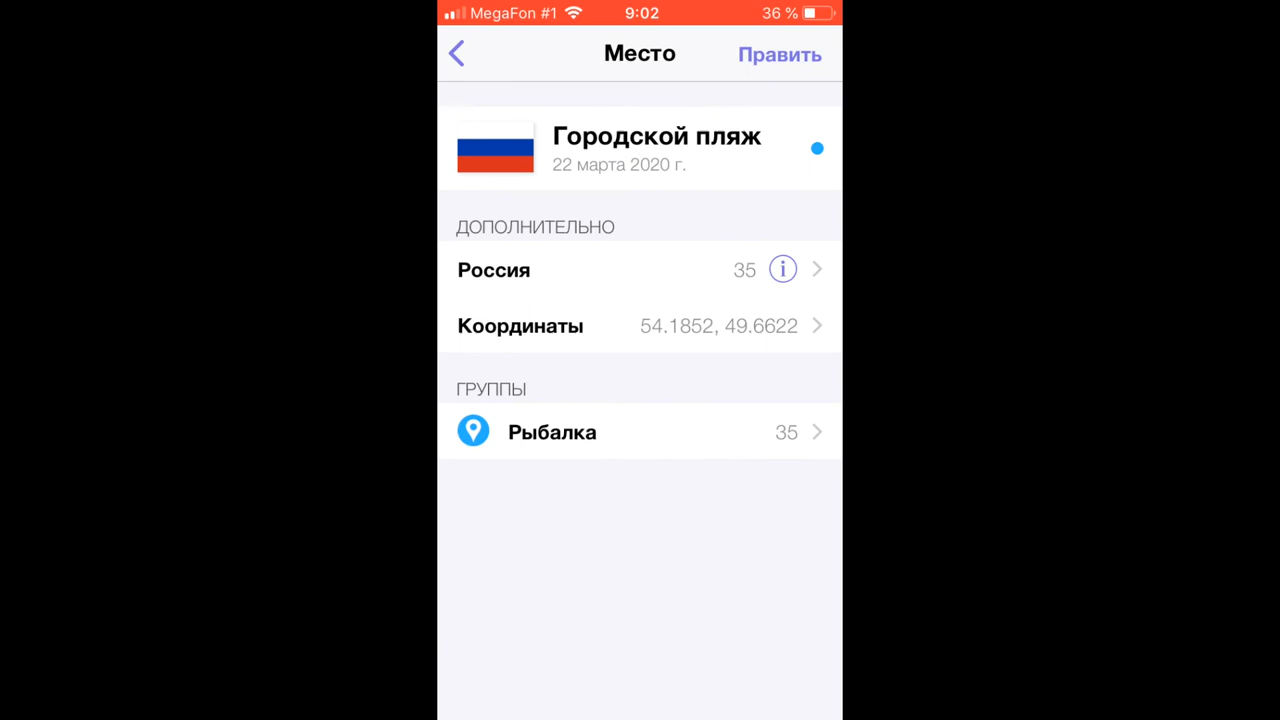 MegaFon #1 9:02 36 %
Место Править
Городской пляж
22 марта 2020 г.
ДОПОЛНИТЕЛЬНО
Россия 35 i
Координаты 54.1852, 49.6622
ГРУППЫ
Рыбалка 35